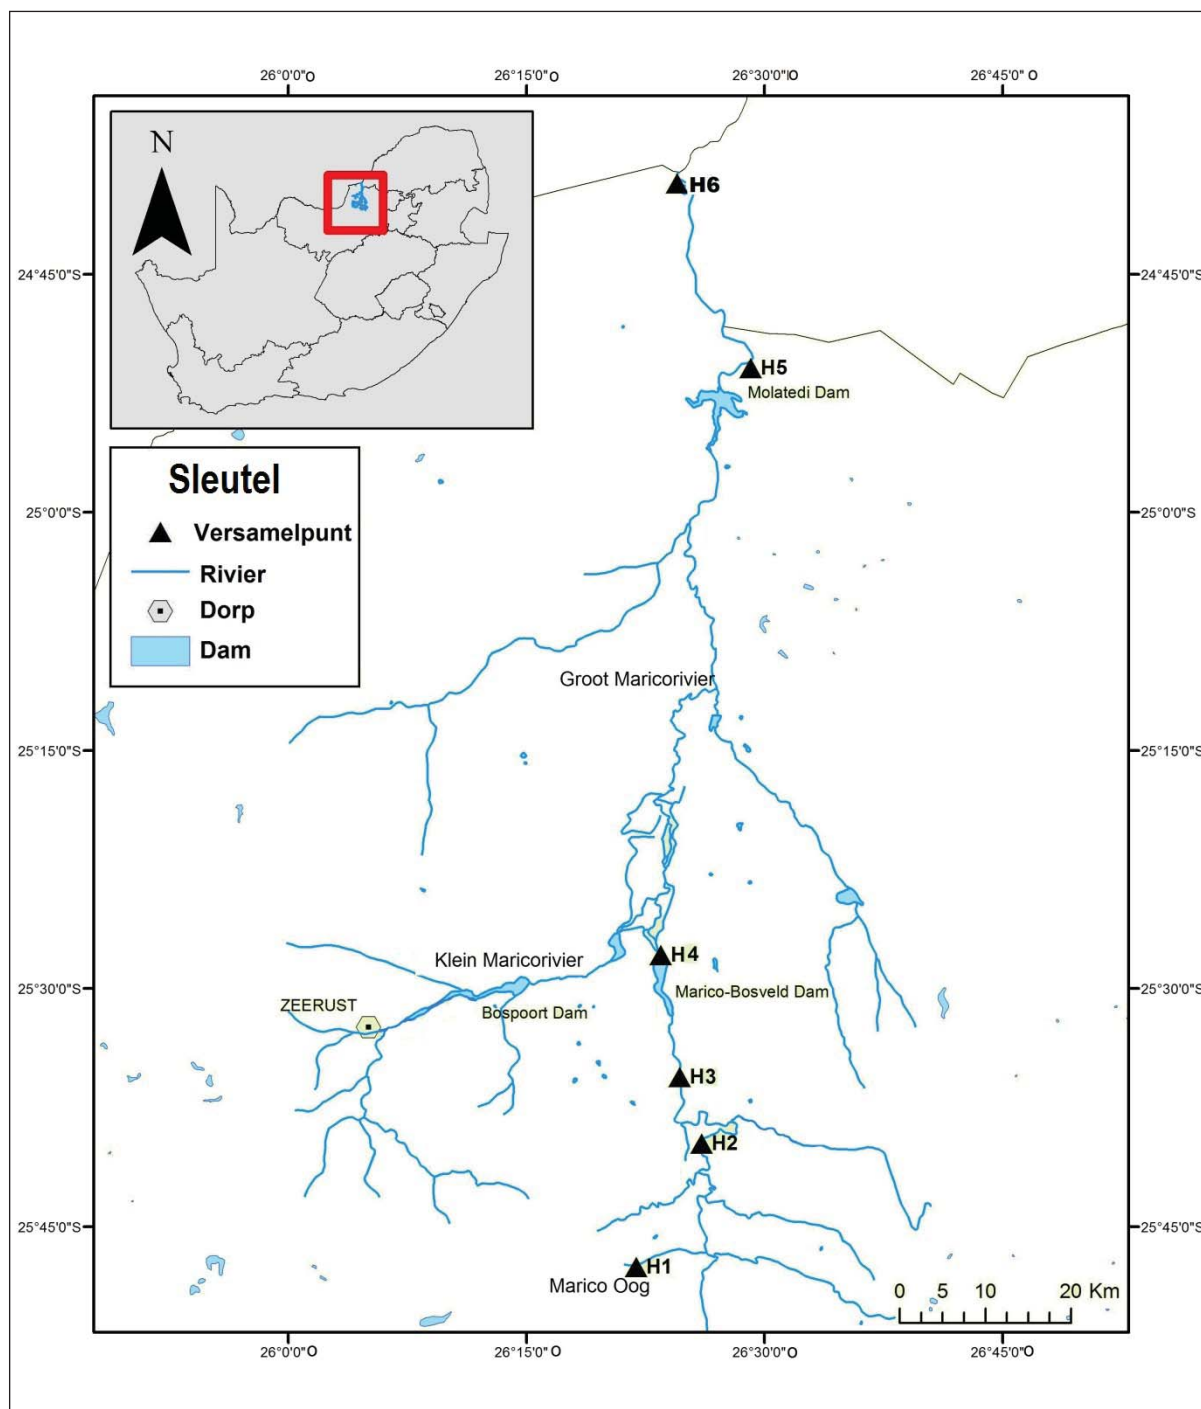 26°0'0"O 26°15'0"O 26°30'0"O 26°45'0"O
N
H6
24°45'0"S 24°45'0"S
H5
Molatedi Dam
Sleutel
Versamelpunt
Rivier
Dorp
Dam
25°0'0"S 25°0'0"S
Groot Maricorivier
25°15'0"S 25°15'0"S
Klein Maricorivier
H4
25°30'0"S 25°30'0"S
Marico-Bosveld Dam
ZEERUST
Bospoort Dam
H3
H2
25°45'0"S 25°45'0"S
H1
Marico Oog
0 5 10 20 Km
26°0'0"O 26°15'0"O 26°30'0"O 26°45'0"O